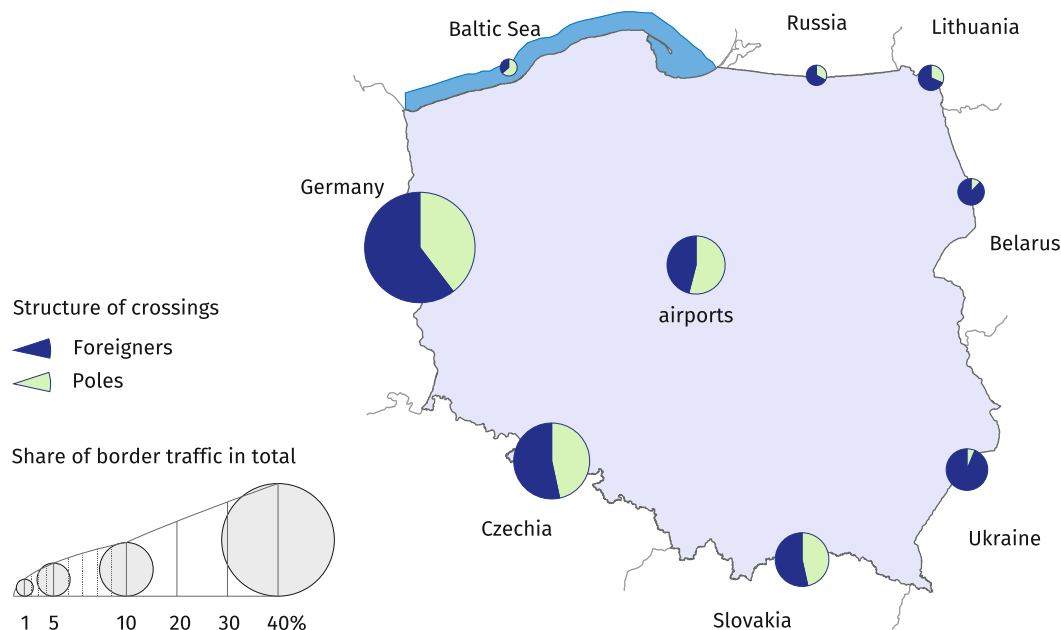 Baltic Sea
Russia
Lithuania
Germany
Belarus
airports
Structure of crossings
Foreigners
Poles
Share of border traffic in total
Czechia
Ukraine
Slovakia
1 5 10 20 30 40%